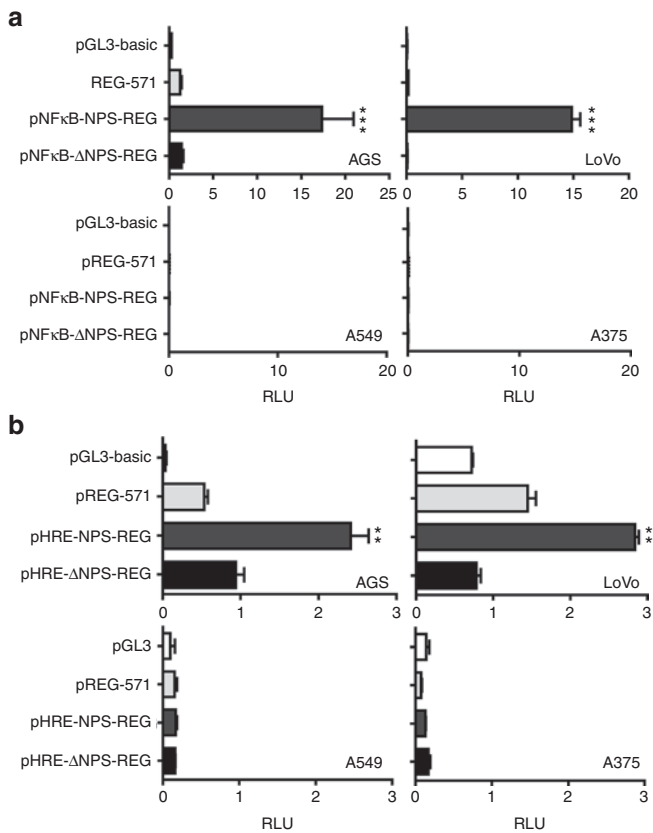 a
pGL3-basic
REG-571
pNFκB-NPS-REG
pNFκB-ΔNPS-REG
***
AGS
0 5 10 15 20 25
***
LoVo
0 5 10 15 20
pGL3-basic
pREG-571
pNFκB-NPS-REG
pNFκB-ΔNPS-REG
A549
0 10 20
RLU
A375
0 10 20
RLU
b
pGL3-basic
pREG-571
pHRE-NPS-REG
pHRE-ΔNPS-REG
**
AGS
0 1 2 3
**
LoVo
0 1 2 3
pGL3
pREG-571
pHRE-NPS-REG
pHRE-ΔNPS-REG
A549
0 1 2 3
RLU
A375
0 1 2 3
RLU